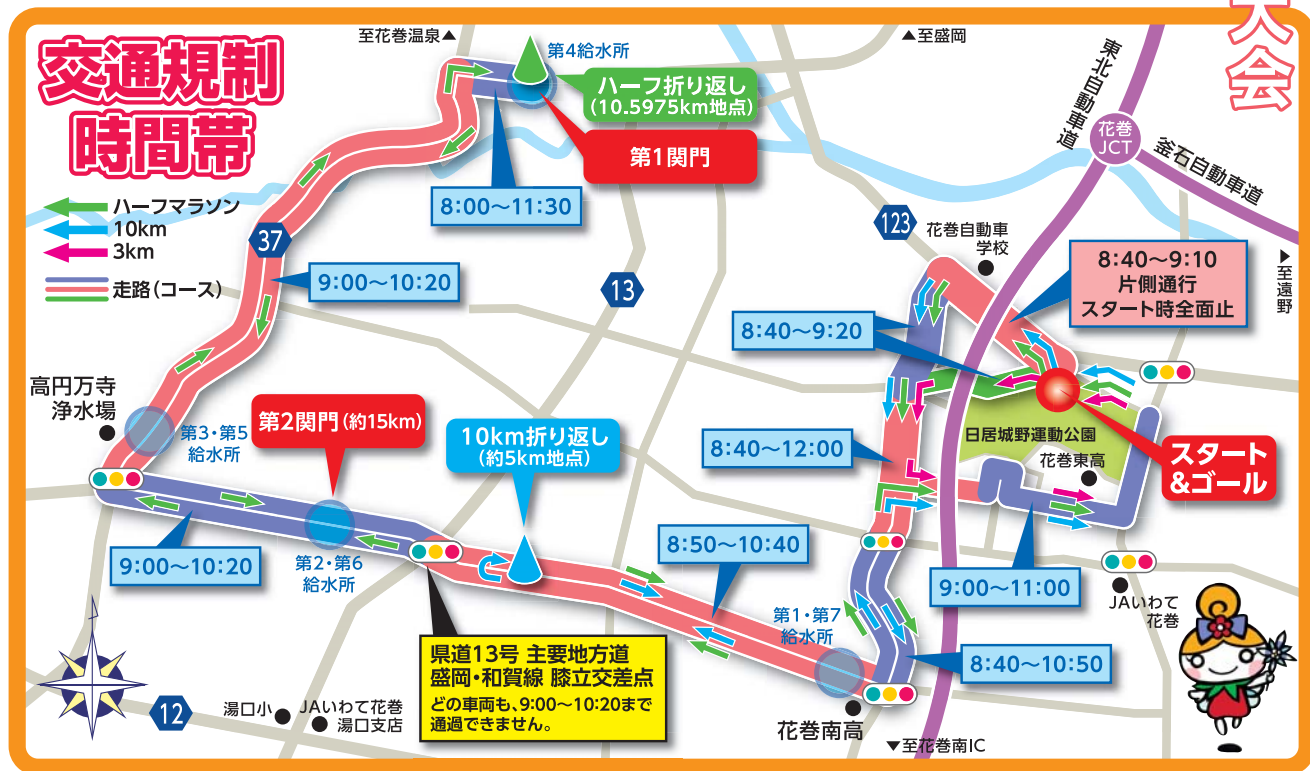 大会
交通規制
時間帯
ハーフマラソン
10km
3km
走路(コース)
至花巻温泉▲
第4給水所
ハーフ折り返し
(10.5975km地点)
第1関門
8:00〜11:30
▲至盛岡
東北自動車道
花巻
JCT
釜石自動車道
▶至遠野
123
花巻自動車
学校
8:40〜9:10
片側通行
スタート時全面止
37
9:00〜10:20
13
8:40〜9:20
高円万寺
浄水場
第3・第5
給水所
第2関門(約15km)
10km折り返し
(約5km地点)
8:40〜12:00
日居城野運動公園
花巻東高
スタート
&ゴール
9:00〜10:20
第2・第6
給水所
8:50〜10:40
9:00〜11:00
JAいわて
花巻
第1・第7
給水所
8:40〜10:50
県道13号 主要地方道
盛岡・和賀線 膝立交差点
どの車両も、9:00〜10:20まで
通過できません。
12
湯口小
JAいわて花巻
湯口支店
花巻南高
▼至花巻南IC